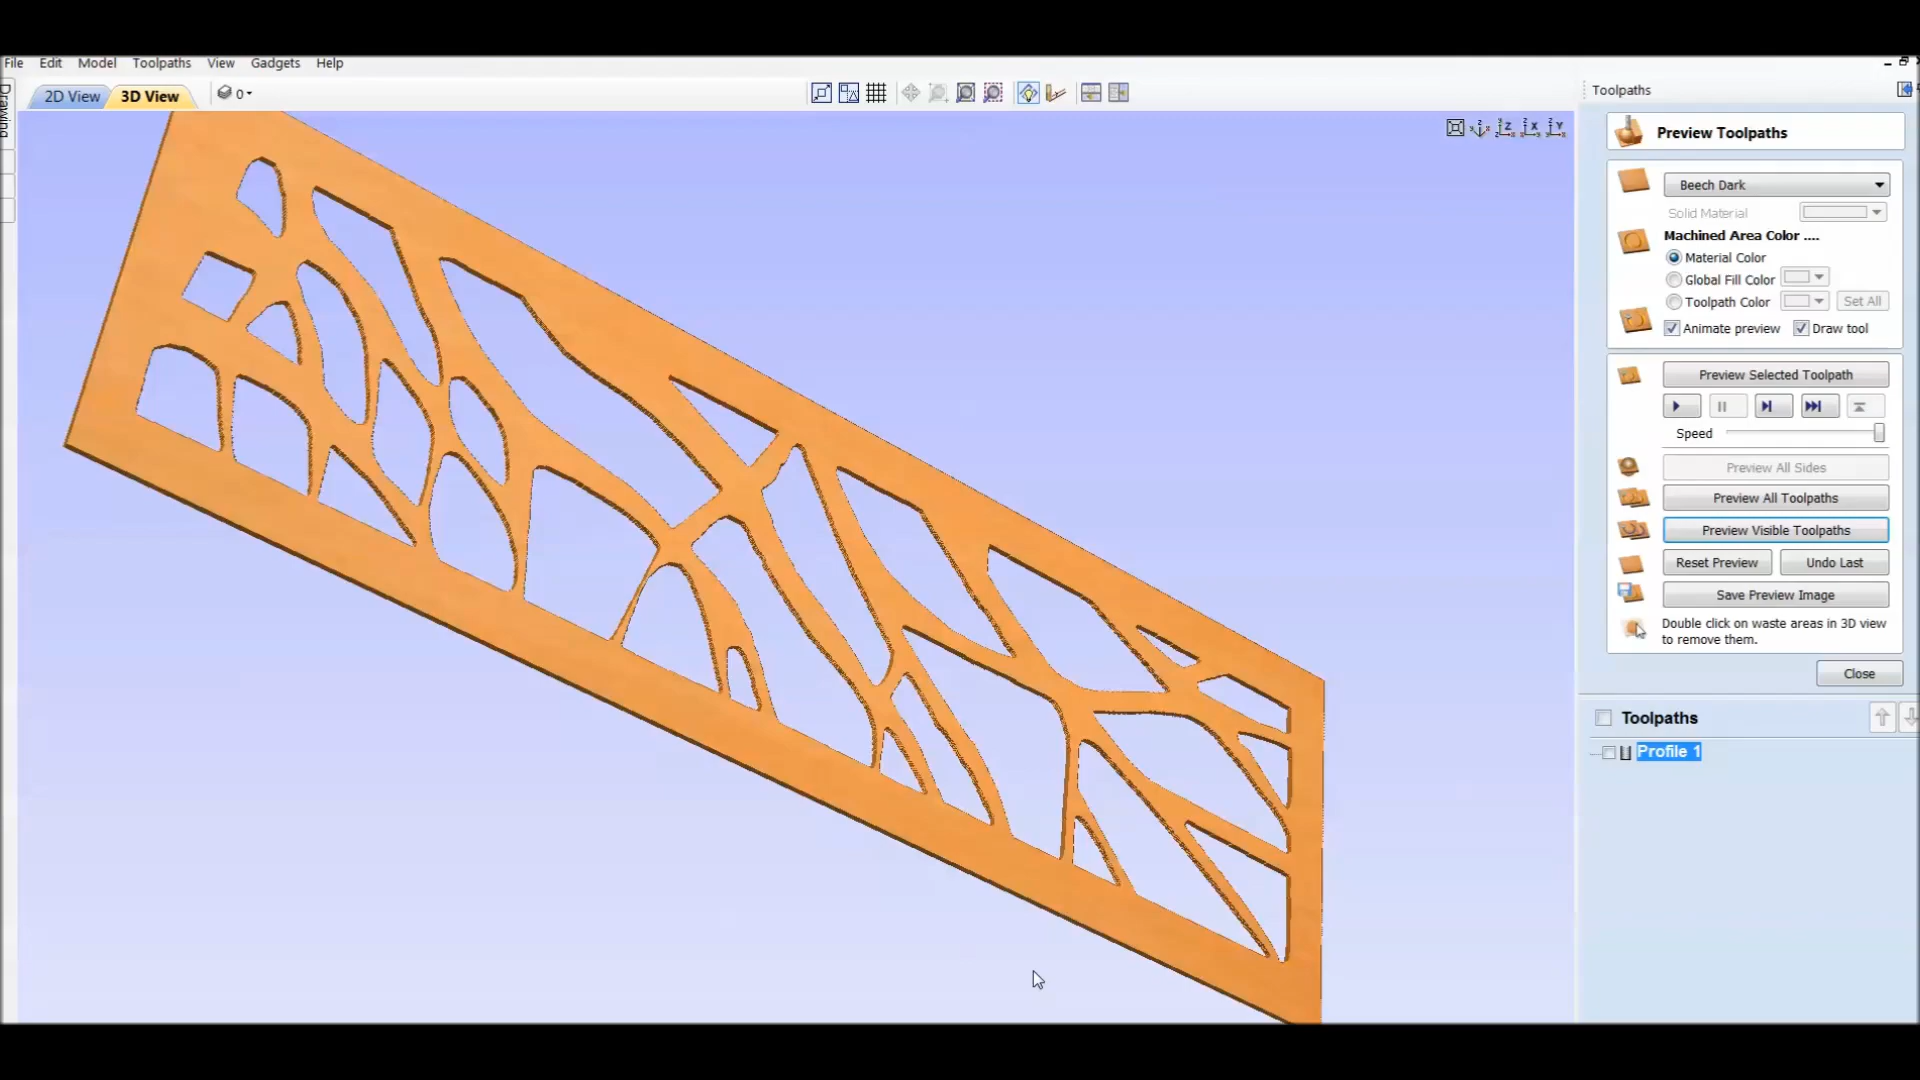 File Edit Model Toolpaths View Gadgets Help
Drawing
2D View 3D View 0
Toolpaths
Preview Toolpaths
Beech Dark
Solid Material
Machined Area Color ....
Material Color
Global Fill Color
Toolpath Color Set All
Animate preview Draw tool
Preview Selected Toolpath
Speed
Preview All Sides
Preview All Toolpaths
Preview Visible Toolpaths
Reset Preview Undo Last
Save Preview Image
Double click on waste areas in 3D view
to remove them.
Close
Toolpaths
Profile 1